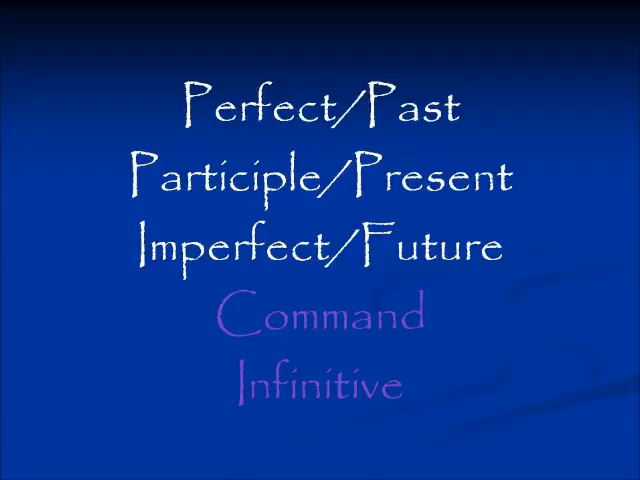 Perfect/Past
Participle/Present
Imperfect/Future
Command
Infinitive